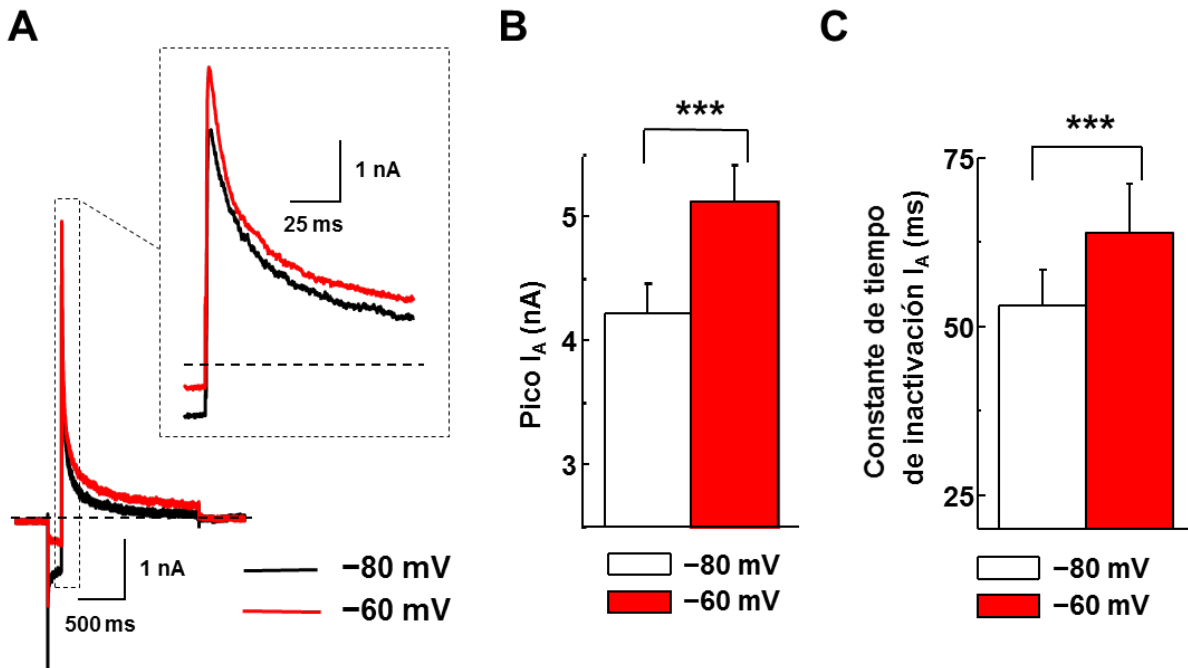 A
1 nA
25 ms
1 nA
500 ms
−80 mV
−60 mV
B
***
Pico I_A (nA)
5
4
3
−80 mV
−60 mV
C
***
Constante de tiempo
de inactivación I_A (ms)
75
50
25
−80 mV
−60 mV